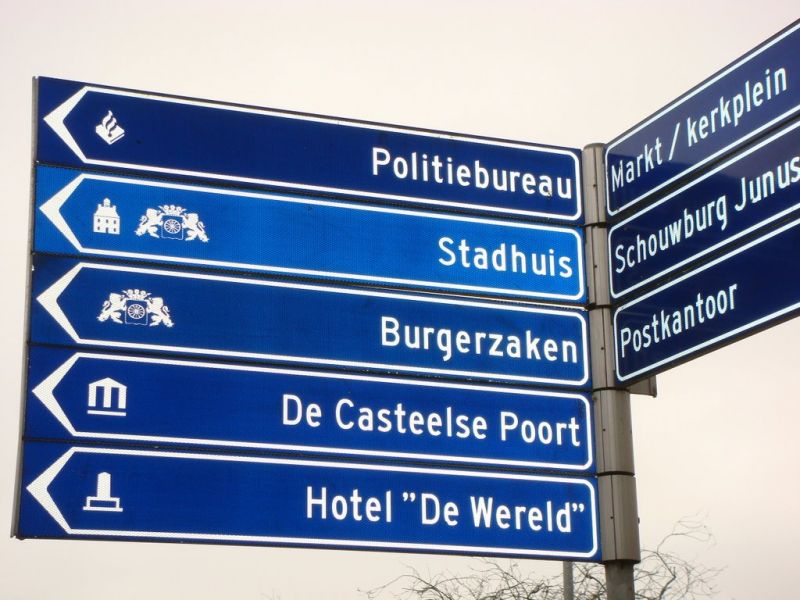 Politiebureau
Stadhuis
Burgerzaken
De Casteelse Poort
Hotel "De Wereld"
Markt / kerkplein
Schouwburg Junus
Postkantoor